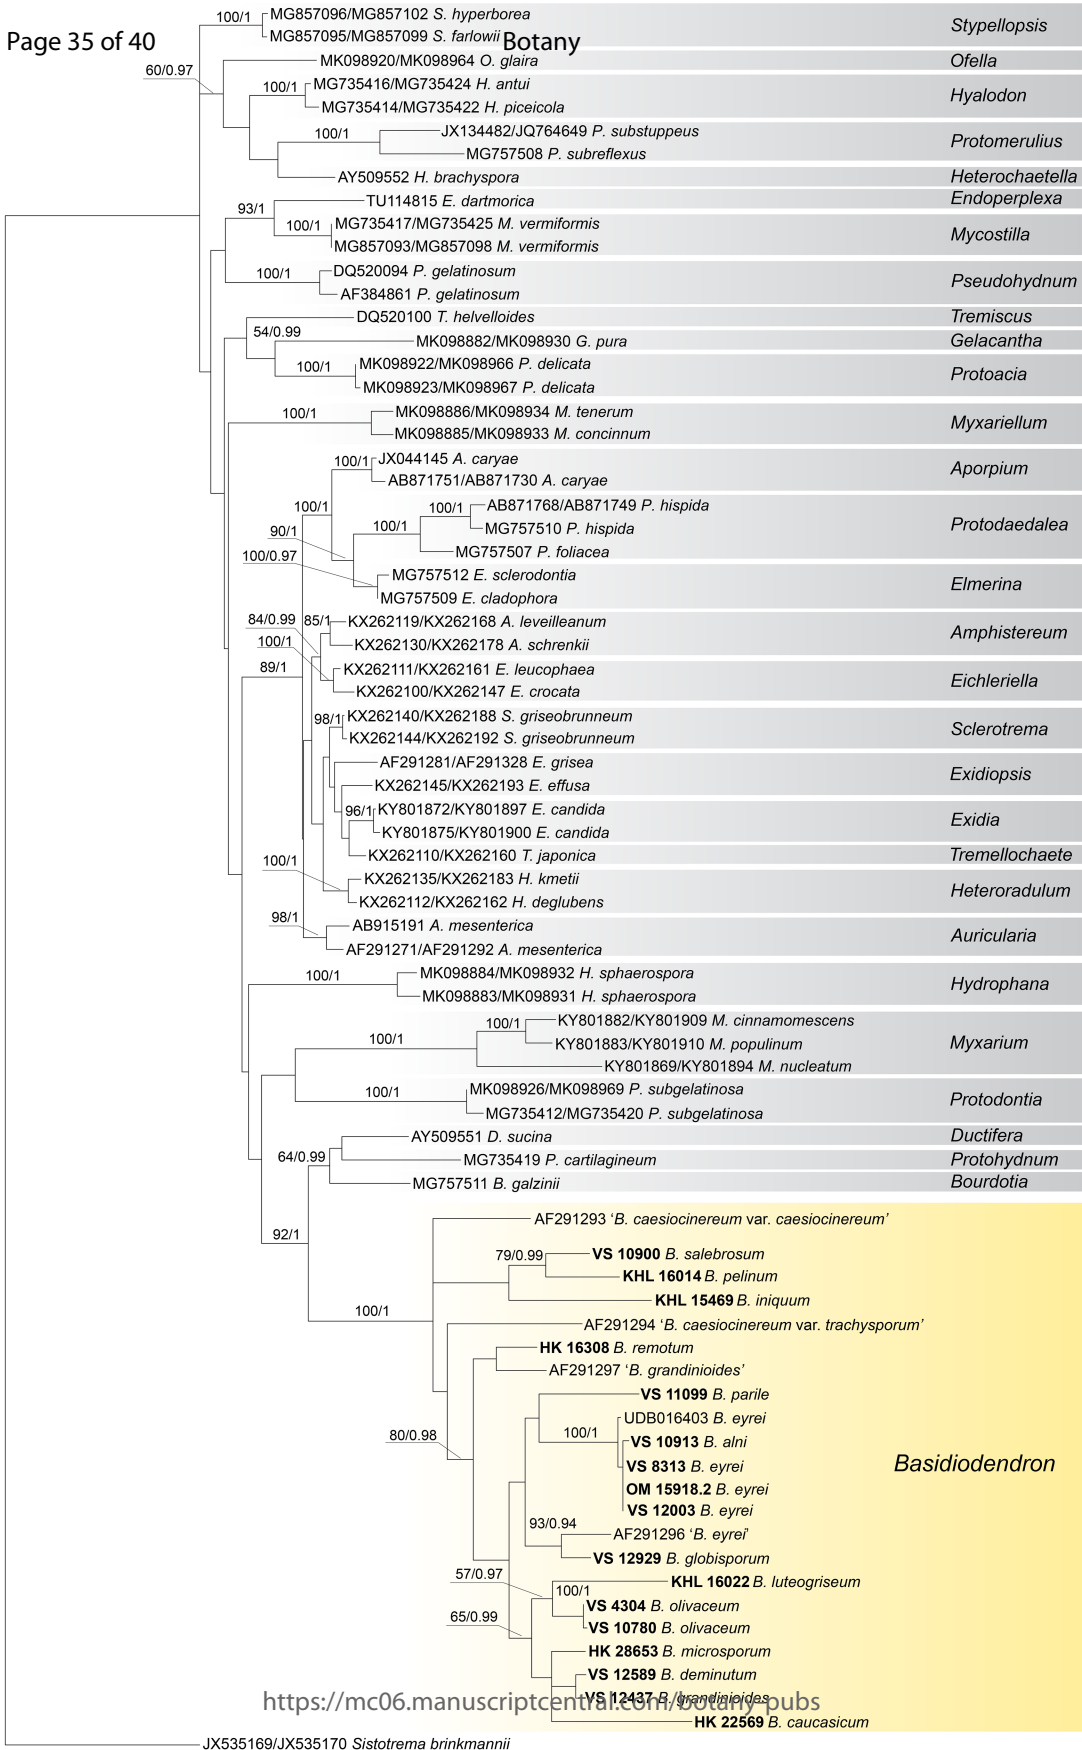 Page 35 of 40
Botany
100/1
MG857096/MG857102 S. hyperborea
Stypellopsis
MG857095/MG857099 S. farlowii
60/0.97
MK098920/MK098964 O. glaira
Ofella
100/1
MG735416/MG735424 H. antui
Hyalodon
MG735414/MG735422 H. piceicola
100/1
JX134482/JQ764649 P. substuppeus
Protomerulius
MG757508 P. subreflexus
AY509552 H. brachyspora
Heterochaetella
TU114815 E. dartmorica
Endoperplexa
93/1
100/1
MG735417/MG735425 M. vermiformis
Mycostilla
MG857093/MG857098 M. vermiformis
100/1
DQ520094 P. gelatinosum
Pseudohydnum
AF384861 P. gelatinosum
DQ520100 T. helvelloides
Tremiscus
54/0.99
MK098882/MK098930 G. pura
Gelacantha
100/1
MK098922/MK098966 P. delicata
Protoacia
MK098923/MK098967 P. delicata
100/1
MK098886/MK098934 M. tenerum
Myxariellum
MK098885/MK098933 M. concinnum
100/1
JX044145 A. caryae
Aporpium
AB871751/AB871730 A. caryae
100/1
100/1
AB871768/AB871749 P. hispida
Protodaedalea
90/1
100/1
MG757510 P. hispida
MG757507 P. foliacea
100/0.97
MG757512 E. sclerodontia
Elmerina
MG757509 E. cladophora
84/0.99
85/1
KX262119/KX262168 A. leveilleanum
Amphistereum
100/1
KX262130/KX262178 A. schrenkii
89/1
KX262111/KX262161 E. leucophaea
Eichleriella
KX262100/KX262147 E. crocata
98/1
KX262140/KX262188 S. griseobrunneum
Sclerotrema
KX262144/KX262192 S. griseobrunneum
AF291281/AF291328 E. grisea
Exidiopsis
KX262145/KX262193 E. effusa
96/1
KY801872/KY801897 E. candida
Exidia
KY801875/KY801900 E. candida
KX262110/KX262160 T. japonica
Tremellochaete
100/1
KX262135/KX262183 H. kmetii
Heteroradulum
KX262112/KX262162 H. deglubens
98/1
AB915191 A. mesenterica
Auricularia
AF291271/AF291292 A. mesenterica
100/1
MK098884/MK098932 H. sphaerospora
Hydrophana
MK098883/MK098931 H. sphaerospora
100/1
100/1
KY801882/KY801909 M. cinnamomescens
Myxarium
KY801883/KY801910 M. populinum
KY801869/KY801894 M. nucleatum
100/1
MK098926/MK098969 P. subgelatinosa
Protodontia
MG735412/MG735420 P. subgelatinosa
AY509551 D. sucina
Ductifera
64/0.99
MG735419 P. cartilagineum
Protohydnum
MG757511 B. galzinii
Bourdotia
92/1
AF291293 ‘B. caesiocinereum var. caesiocinereum’
79/0.99
VS 10900 B. salebrosum
KHL 16014 B. pelinum
KHL 15469 B. iniquum
100/1
AF291294 ‘B. caesiocinereum var. trachysporum’
HK 16308 B. remotum
AF291297 ‘B. grandinioides’
VS 11099 B. parile
UDB016403 B. eyrei
80/0.98
100/1
VS 10913 B. alni
VS 8313 B. eyrei
Basidiodendron
OM 15918.2 B. eyrei
VS 12003 B. eyrei
93/0.94
AF291296 ‘B. eyrei’
VS 12929 B. globisporum
57/0.97
KHL 16022 B. luteogriseum
100/1
VS 4304 B. olivaceum
65/0.99
VS 10780 B. olivaceum
HK 28653 B. microsporum
VS 12589 B. deminutum
VS 12437 B. grandinioides
https://mc06.manuscriptcentral.com/botany-pubs
HK 22569 B. caucasicum
JX535169/JX535170 Sistotrema brinkmannii